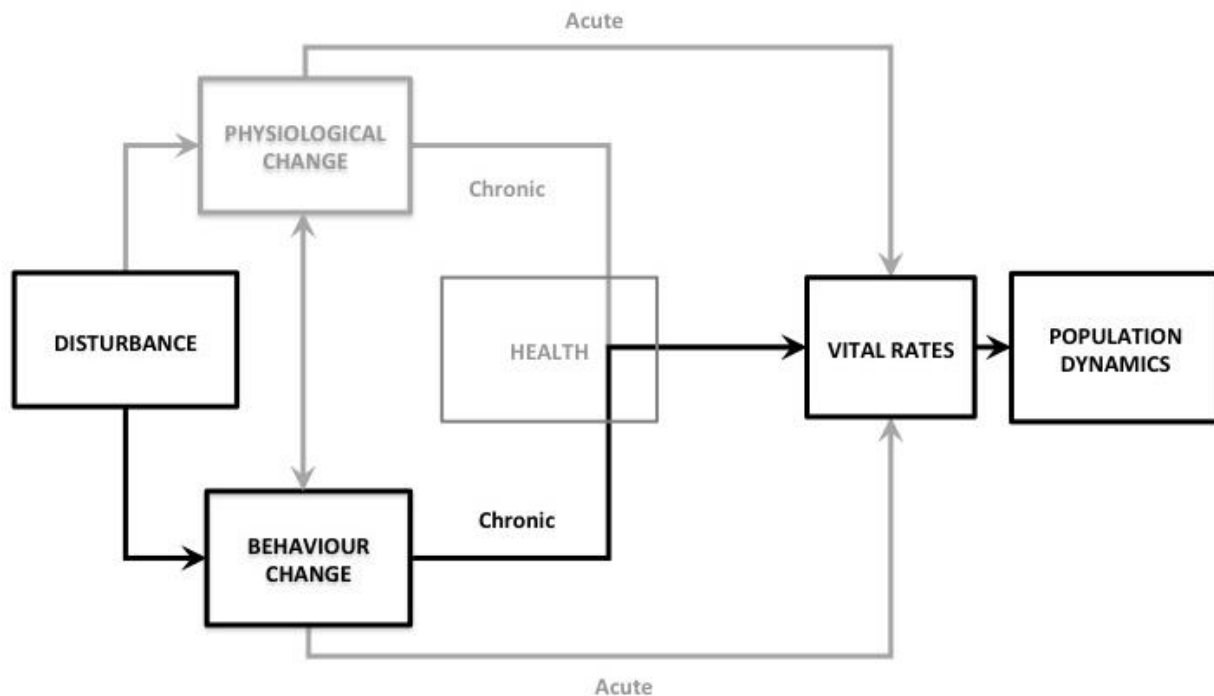 Acute
PHYSIOLOGICAL
CHANGE
Chronic
DISTURBANCE
HEALTH
VITAL RATES
POPULATION
DYNAMICS
Chronic
BEHAVIOUR
CHANGE
Acute